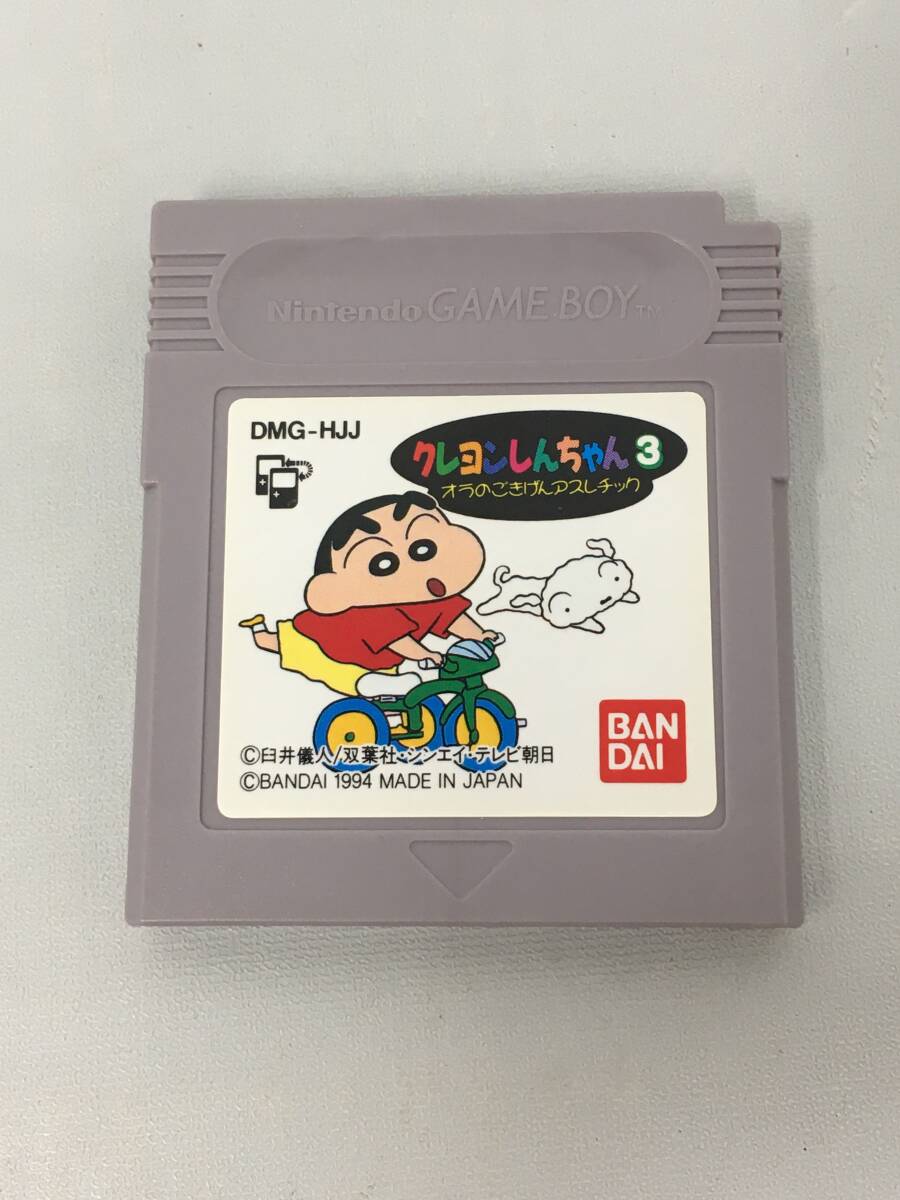 Nintendo GAME BOY™
DMG-HJJ
クレヨンしんちゃん3
オラのごきげんアスレチック
BAN
DAI
©臼井儀人/双葉社・シンエイ・テレビ朝日
©BANDAI 1994 MADE IN JAPAN